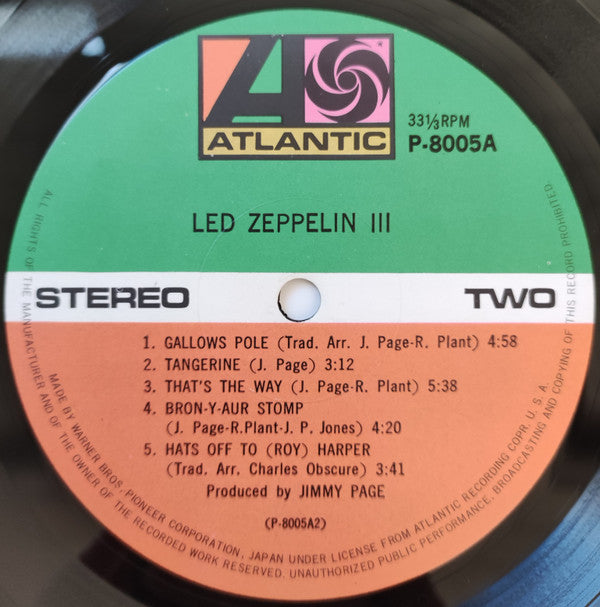 ATLANTIC
33⅓RPM
P-8005A
LED ZEPPELIN III
STEREO
TWO
1. GALLOWS POLE (Trad. Arr. J. Page-R. Plant) 4:58
2. TANGERINE (J. Page) 3:12
3. THAT'S THE WAY (J. Page-R. Plant) 5:38
4. BRON-Y-AUR STOMP
(J. Page-R.Plant-J. P. Jones) 4:20
5. HATS OFF TO (ROY) HARPER
(Trad. Arr. Charles Obscure) 3:41
Produced by JIMMY PAGE
(P-8005A2)
MADE BY WARNER BROS. PIONEER CORPORATION, JAPAN UNDER LICENSE FROM ATLANTIC RECORDING COPR. U. S. A.
ALL RIGHTS OF THE MANUFACTURER AND OF THE OWNER OF THE RECORDED WORK RESERVED. UNAUTHORIZED PUBLIC PERFORMANCE, BROADCASTING AND COPYING OF THIS RECORD PROHIBITED.